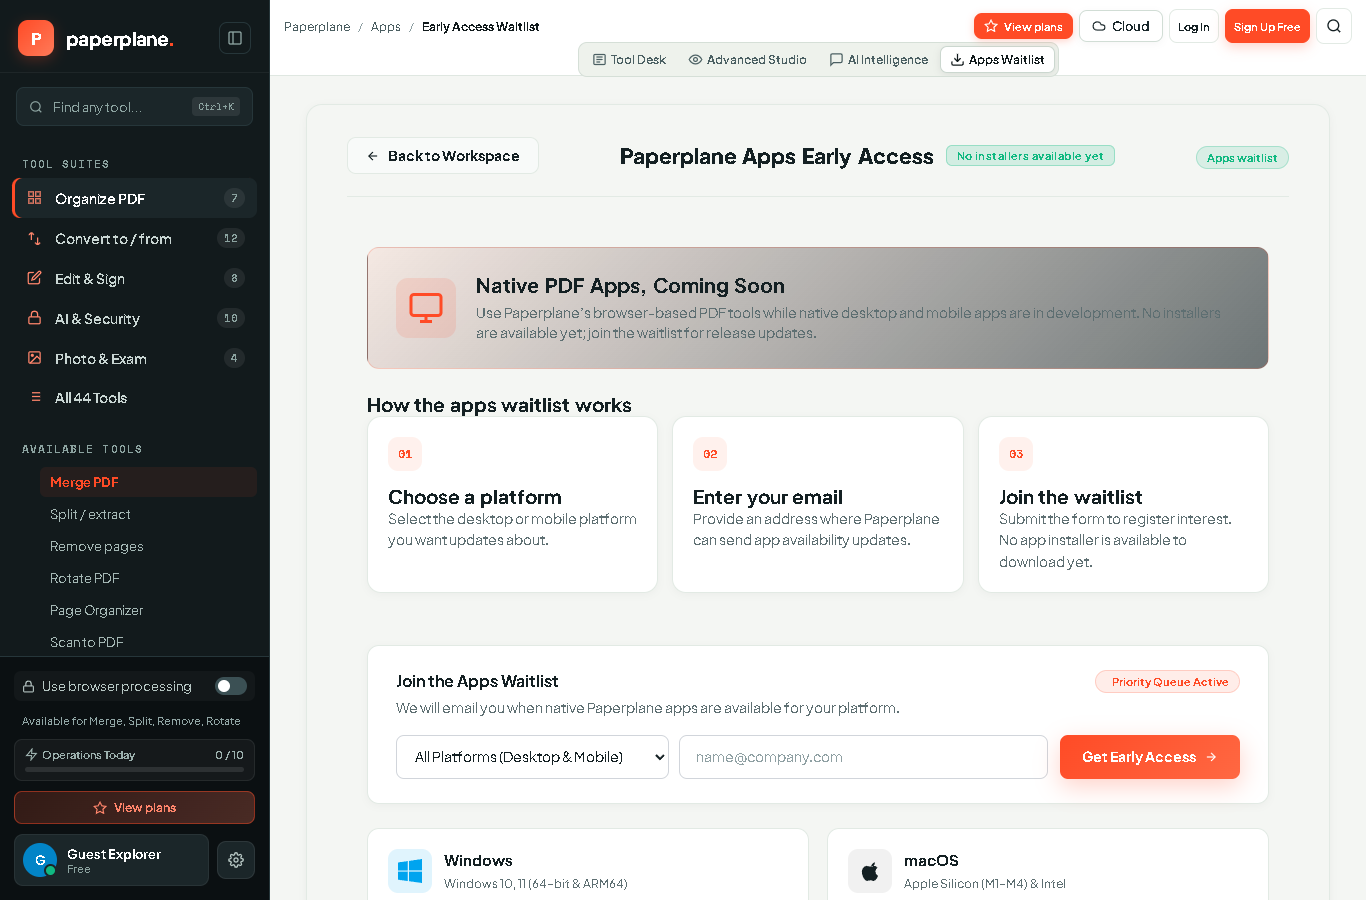 P paperplane.
Find any tool... Ctrl+K
TOOL SUITES
Organize PDF 7
Convert to / from 12
Edit & Sign 8
AI & Security 10
Photo & Exam 4
All 44 Tools
AVAILABLE TOOLS
Merge PDF
Split / extract
Remove pages
Rotate PDF
Page Organizer
Scan to PDF
Use browser processing
Available for Merge, Split, Remove, Rotate
Operations Today 0 / 10
View plans
G Guest Explorer
Free
Paperplane / Apps / Early Access Waitlist
View plans Cloud Log In Sign Up Free
Tool Desk Advanced Studio AI Intelligence Apps Waitlist
Back to Workspace
Paperplane Apps Early Access No installers available yet
Apps waitlist
Native PDF Apps, Coming Soon
Use Paperplane's browser-based PDF tools while native desktop and mobile apps are in development. No installers
are available yet; join the waitlist for release updates.
How the apps waitlist works
01
Choose a platform
Select the desktop or mobile platform
you want updates about.
02
Enter your email
Provide an address where Paperplane
can send app availability updates.
03
Join the waitlist
Submit the form to register interest.
No app installer is available to
download yet.
Join the Apps Waitlist
Priority Queue Active
We will email you when native Paperplane apps are available for your platform.
All Platforms (Desktop & Mobile) name@company.com Get Early Access →
Windows
Windows 10, 11 (64-bit & ARM64)
macOS
Apple Silicon (M1–M4) & Intel